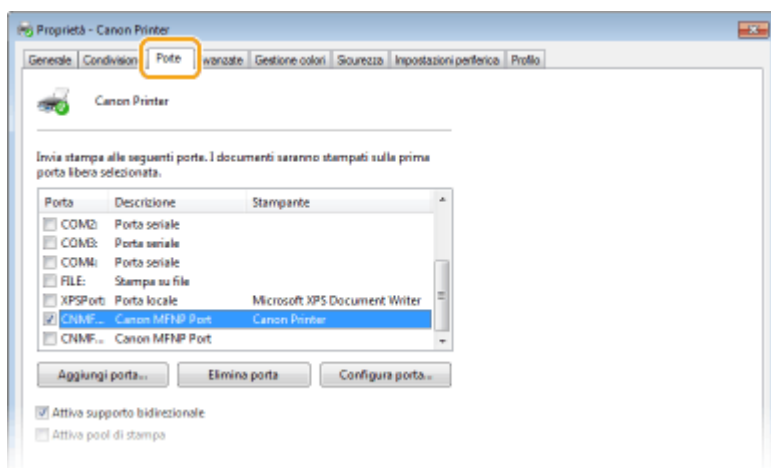 Proprietà - Canon Printer
Generale Condivisione Porte Avanzate Gestione colori Sicurezza Impostazioni periferica Profilo
Canon Printer
Invia stampa alle seguenti porte. I documenti saranno stampati sulla prima
porta libera selezionata.
Porta Descrizione Stampante
COM2: Porta seriale
COM3: Porta seriale
COM4: Porta seriale
FILE: Stampa su file
XPSPort: Porta locale Microsoft XPS Document Writer
CNMF... Canon MFNP Port Canon Printer
CNMF... Canon MFNP Port
Aggiungi porta... Elimina porta Configura porta...
Attiva supporto bidirezionale
Attiva pool di stampa